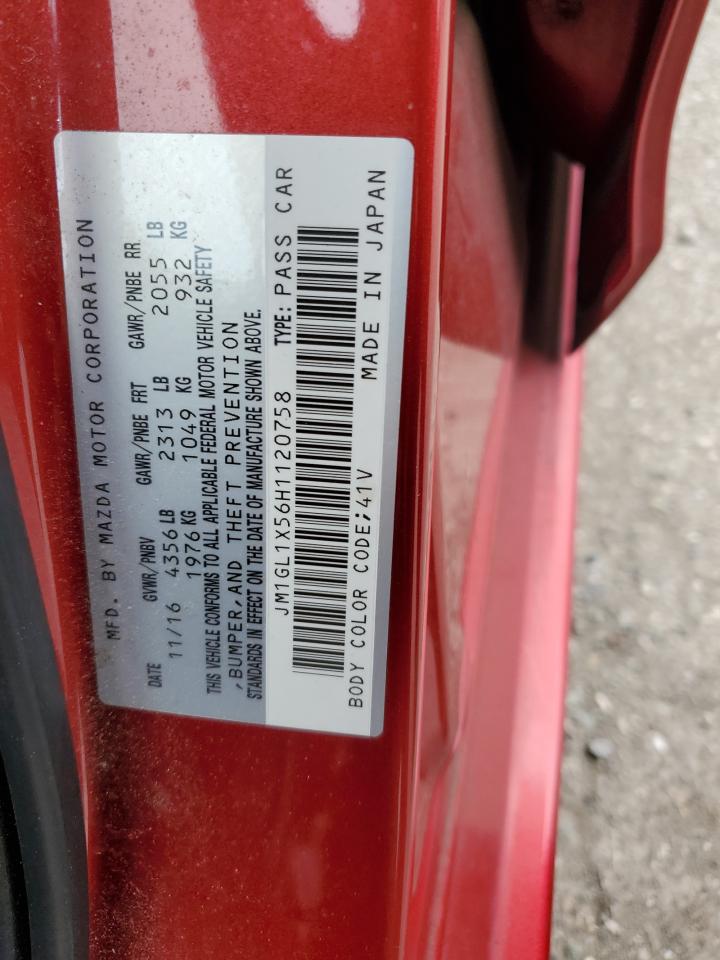 MFD. BY MAZDA MOTOR CORPORATION
DATE GVWR/PNBV GAWR/PNBE FRT GAWR/PNBE RR
11/16 4356 LB 2313 LB 2055 LB
1976 KG 1049 KG 932 KG
THIS VEHICLE CONFORMS TO ALL APPLICABLE FEDERAL MOTOR VEHICLE SAFETY
,BUMPER,AND THEFT PREVENTION
STANDARDS IN EFFECT ON THE DATE OF MANUFACTURE SHOWN ABOVE.
JM1GL1X56H1120758 TYPE: PASS CAR
BODY COLOR CODE;41V MADE IN JAPAN